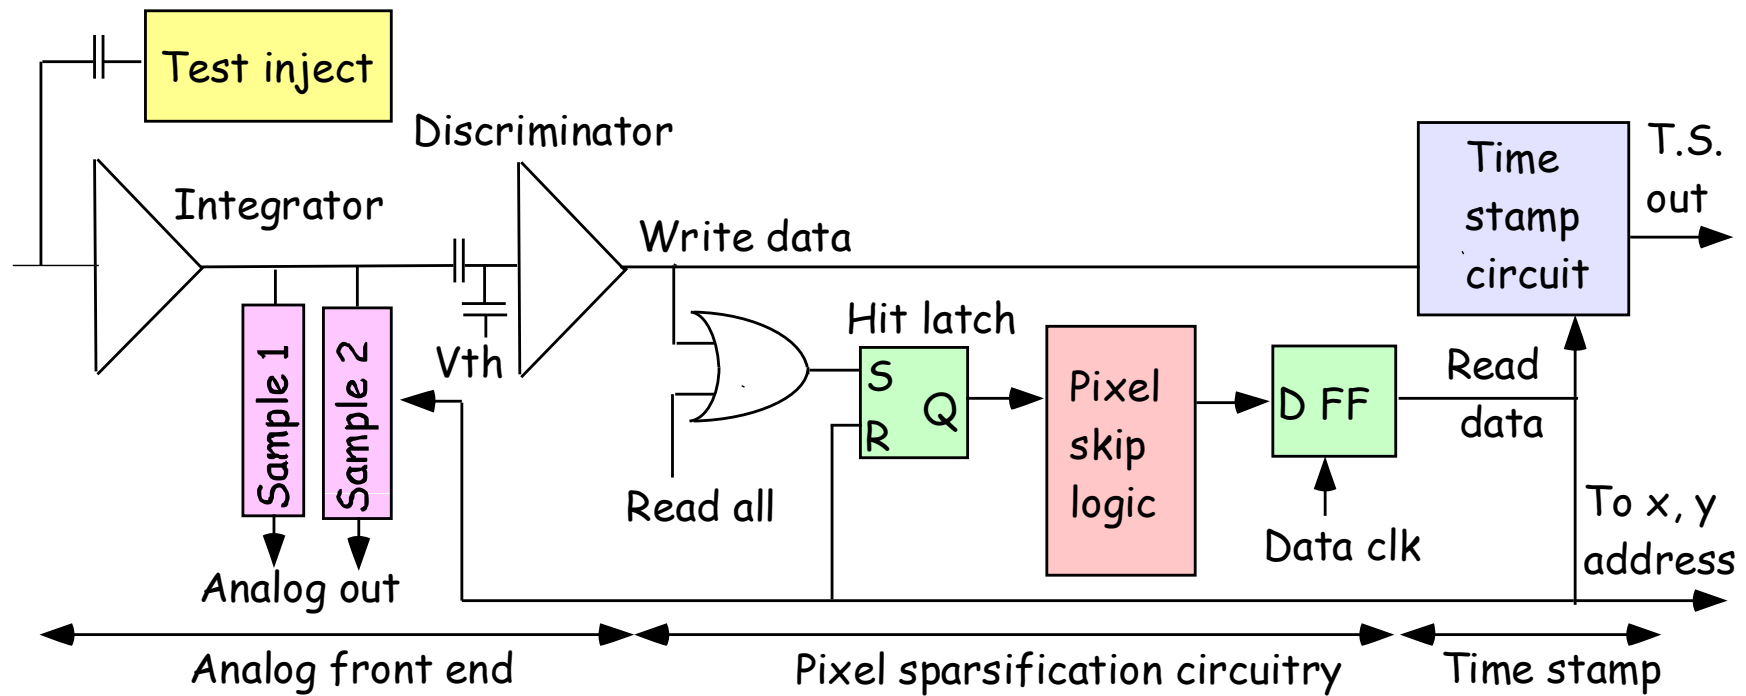 Test inject
Discriminator
Integrator
Write data
Time
stamp
circuit
T.S.
out
Sample 1
Sample 2
Vth
Hit latch
S
R
Q
Pixel
skip
logic
D FF
Read
data
Read all
Data clk
To x, y
address
Analog out
Analog front end
Pixel sparsification circuitry
Time stamp